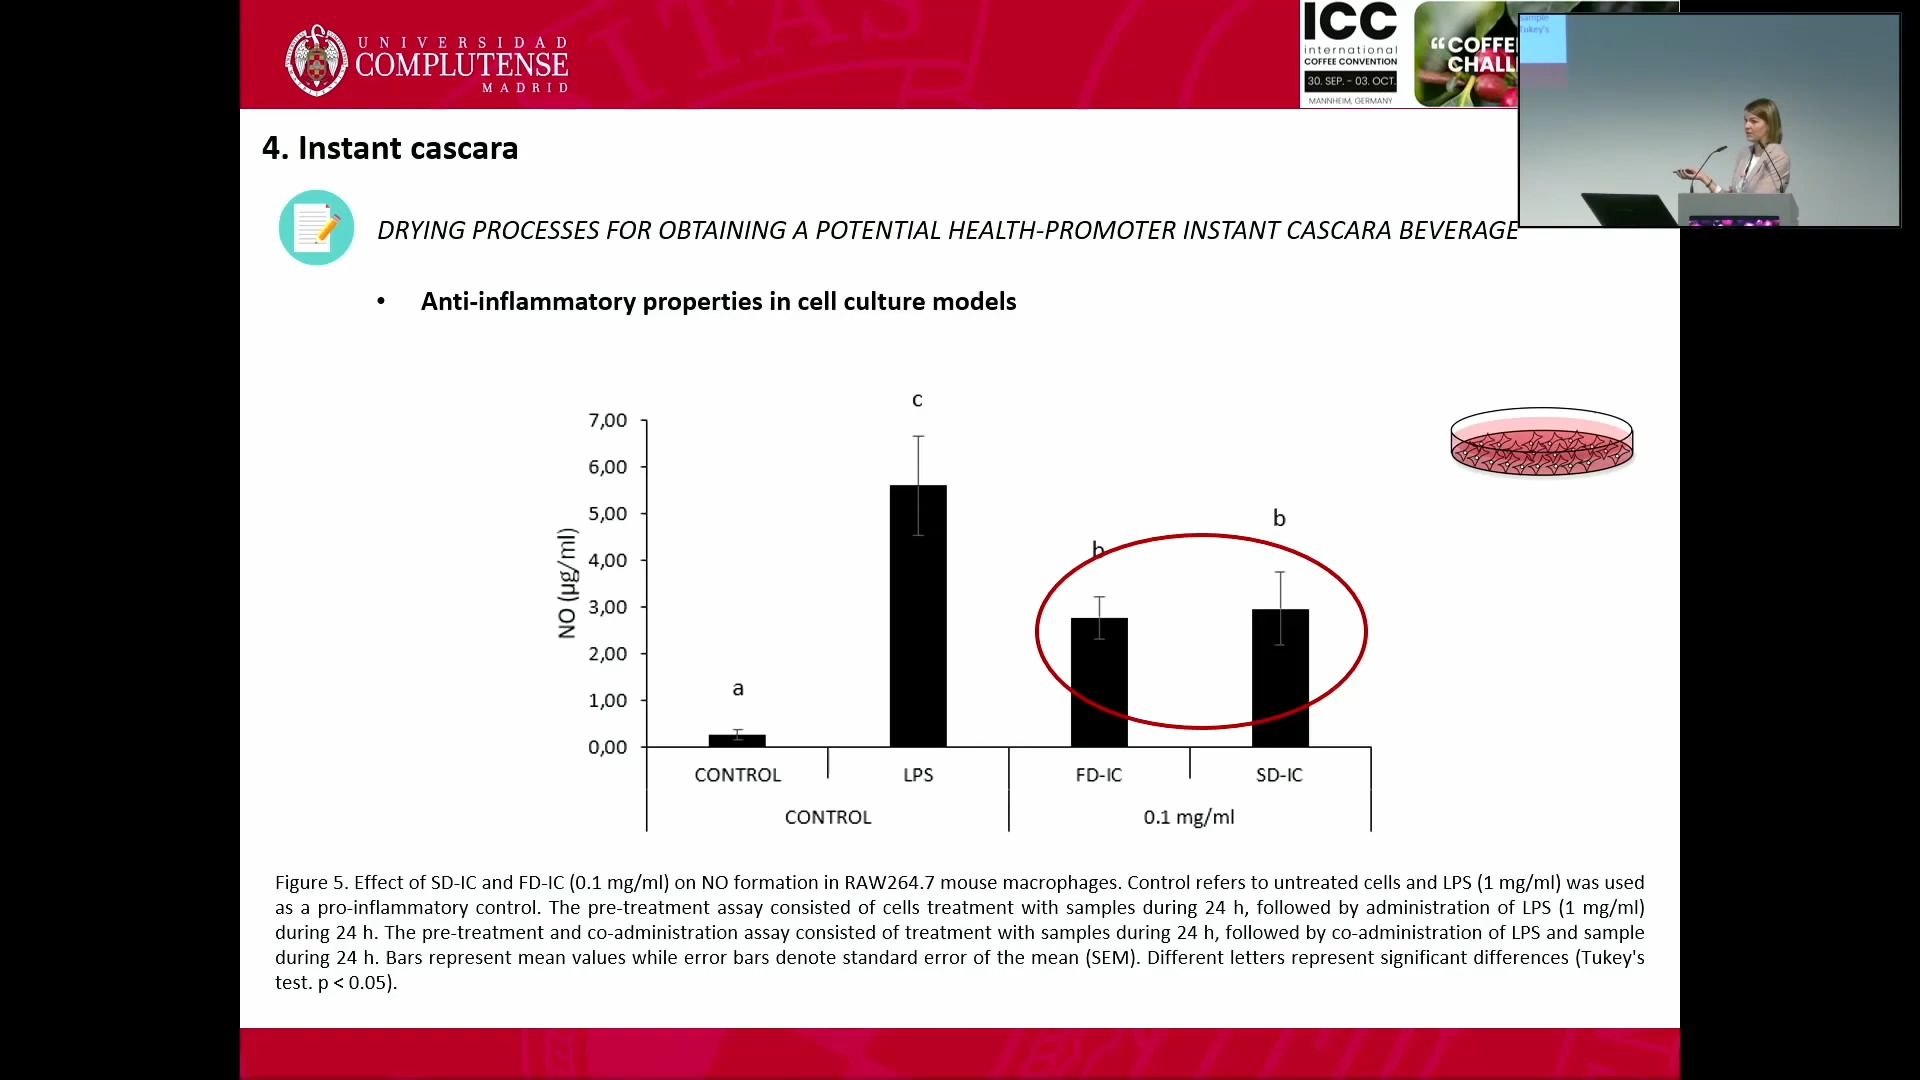 UNIVERSIDAD
COMPLUTENSE
MADRID
ICC
international
COFFEE CONVENTION
30. SEP. - 03. OCT.
MANNHEIM, GERMANY
“COFFE
CHALL
sample
Tukey's
4. Instant cascara
DRYING PROCESSES FOR OBTAINING A POTENTIAL HEALTH-PROMOTER INSTANT CASCARA BEVERAGE
• Anti-inflammatory properties in cell culture models
NO (µg/ml)
7,00
6,00
5,00
4,00
3,00
2,00
1,00
0,00
a
c
b
b
CONTROL LPS FD-IC SD-IC
CONTROL 0.1 mg/ml
Figure 5. Effect of SD-IC and FD-IC (0.1 mg/ml) on NO formation in RAW264.7 mouse macrophages. Control refers to untreated cells and LPS (1 mg/ml) was used
as a pro-inflammatory control. The pre-treatment assay consisted of cells treatment with samples during 24 h, followed by administration of LPS (1 mg/ml)
during 24 h. The pre-treatment and co-administration assay consisted of treatment with samples during 24 h, followed by co-administration of LPS and sample
during 24 h. Bars represent mean values while error bars denote standard error of the mean (SEM). Different letters represent significant differences (Tukey's
test. p < 0.05).